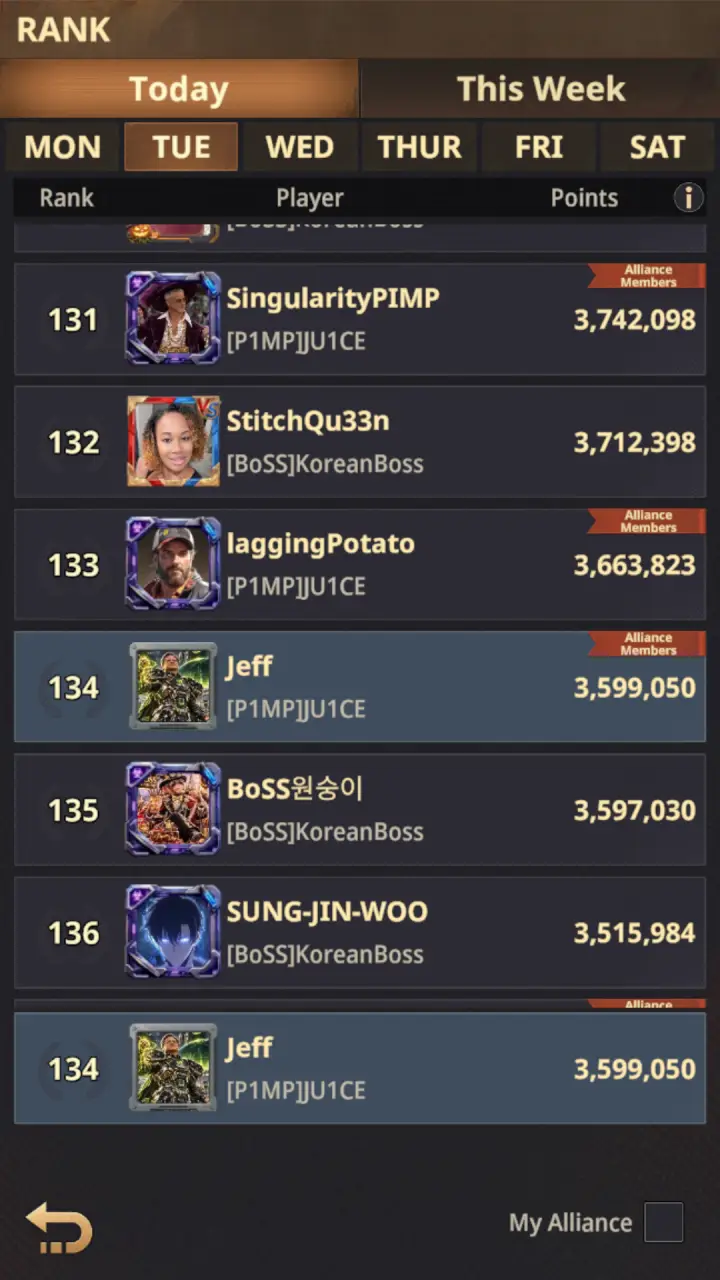 RANK
Today
This Week
MON
TUE
WED
THUR
FRI
SAT
Rank
Player
Points
[BoSS]KoreanBoss
131
SingularityPIMP
[P1MP]JU1CE
Alliance
Members
3,742,098
132
StitchQu33n
[BoSS]KoreanBoss
3,712,398
133
laggingPotato
[P1MP]JU1CE
Alliance
Members
3,663,823
134
Jeff
[P1MP]JU1CE
Alliance
Members
3,599,050
135
BoSS원숭이
[BoSS]KoreanBoss
3,597,030
136
SUNG-JIN-WOO
[BoSS]KoreanBoss
3,515,984
Alliance
134
Jeff
[P1MP]JU1CE
3,599,050
My Alliance